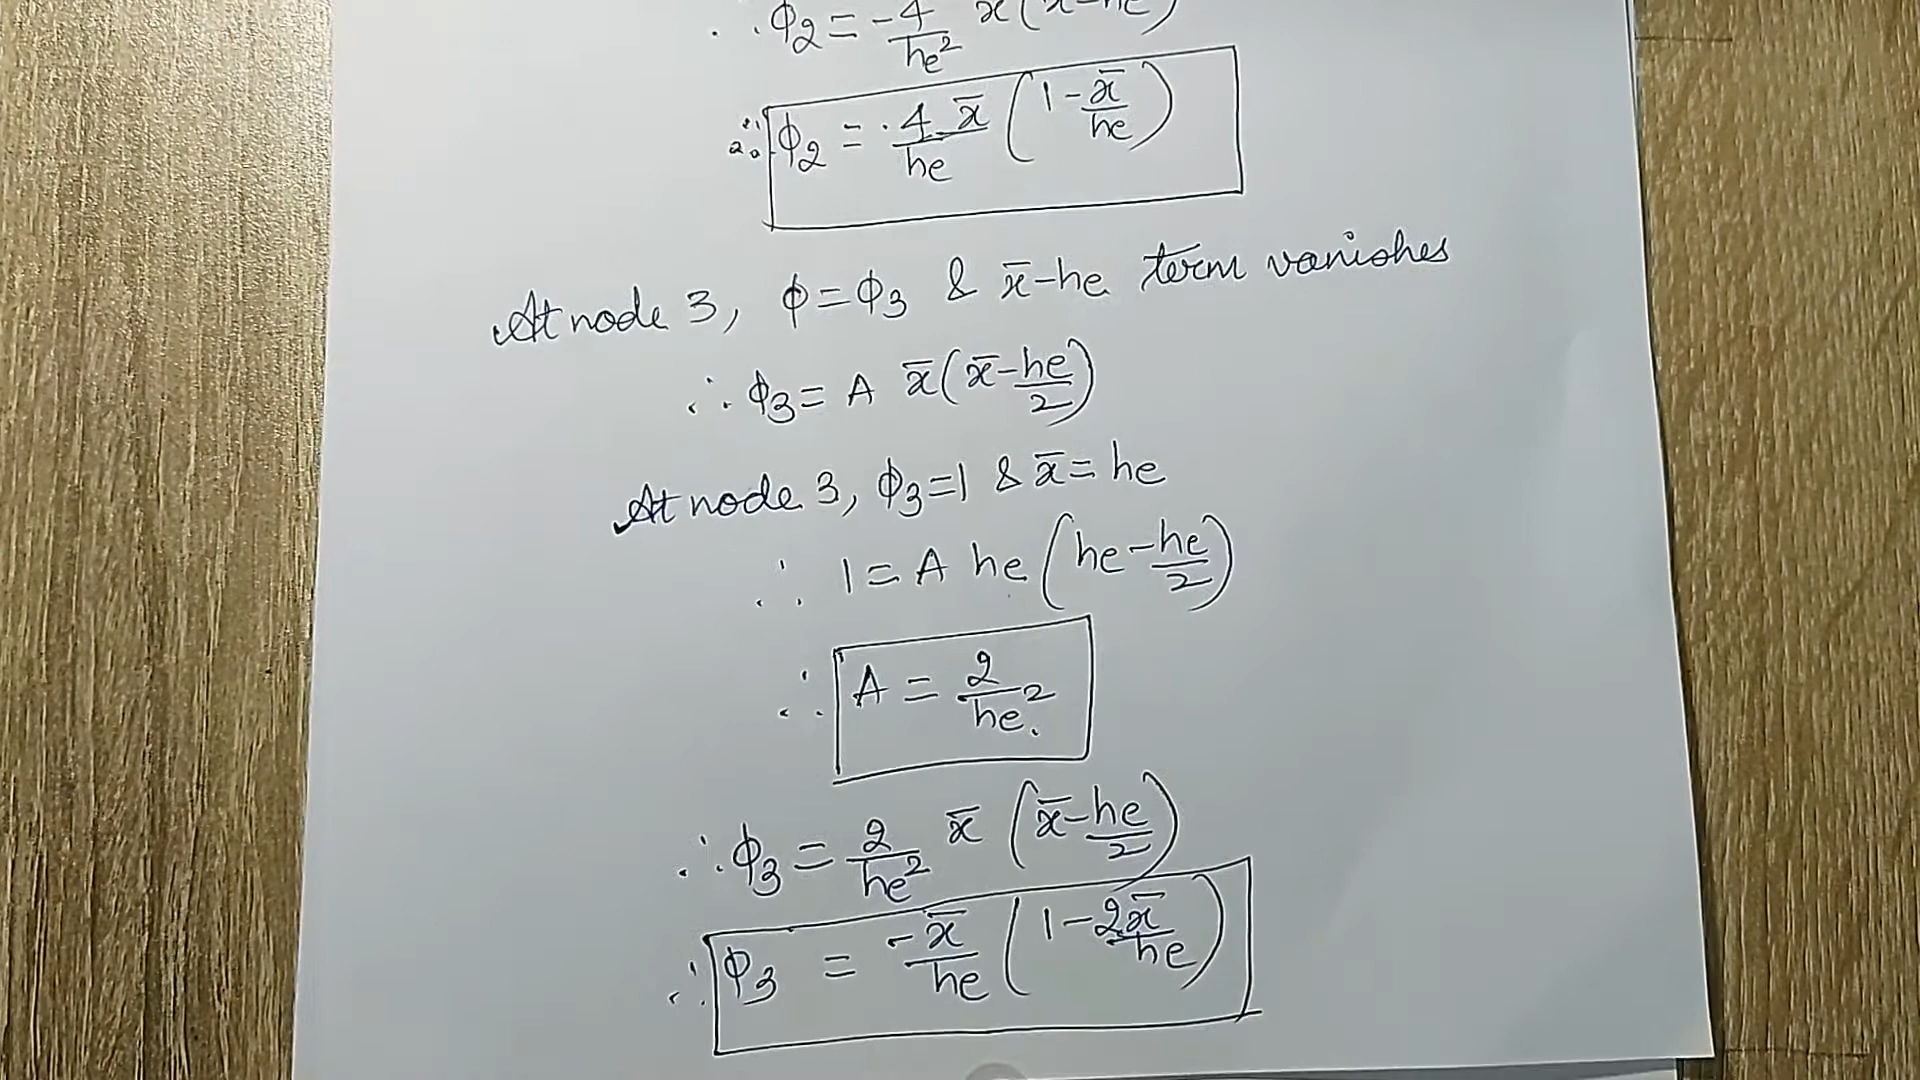 ∴ ϕ2 = -4/he² x̄(x̄-he)
∴ ϕ2 = 4 x̄/he (1 - x̄/he)
At node 3, ϕ = ϕ3 & x̄-he term vanishes
∴ ϕ3 = A x̄(x̄ - he/2)
At node 3, ϕ3 = 1 & x̄ = he
∴ 1 = A he (he - he/2)
∴ A = 2/he²
∴ ϕ3 = 2/he² x̄ (x̄ - he/2)
∴ ϕ3 = -x̄/he (1 - 2x̄/he)